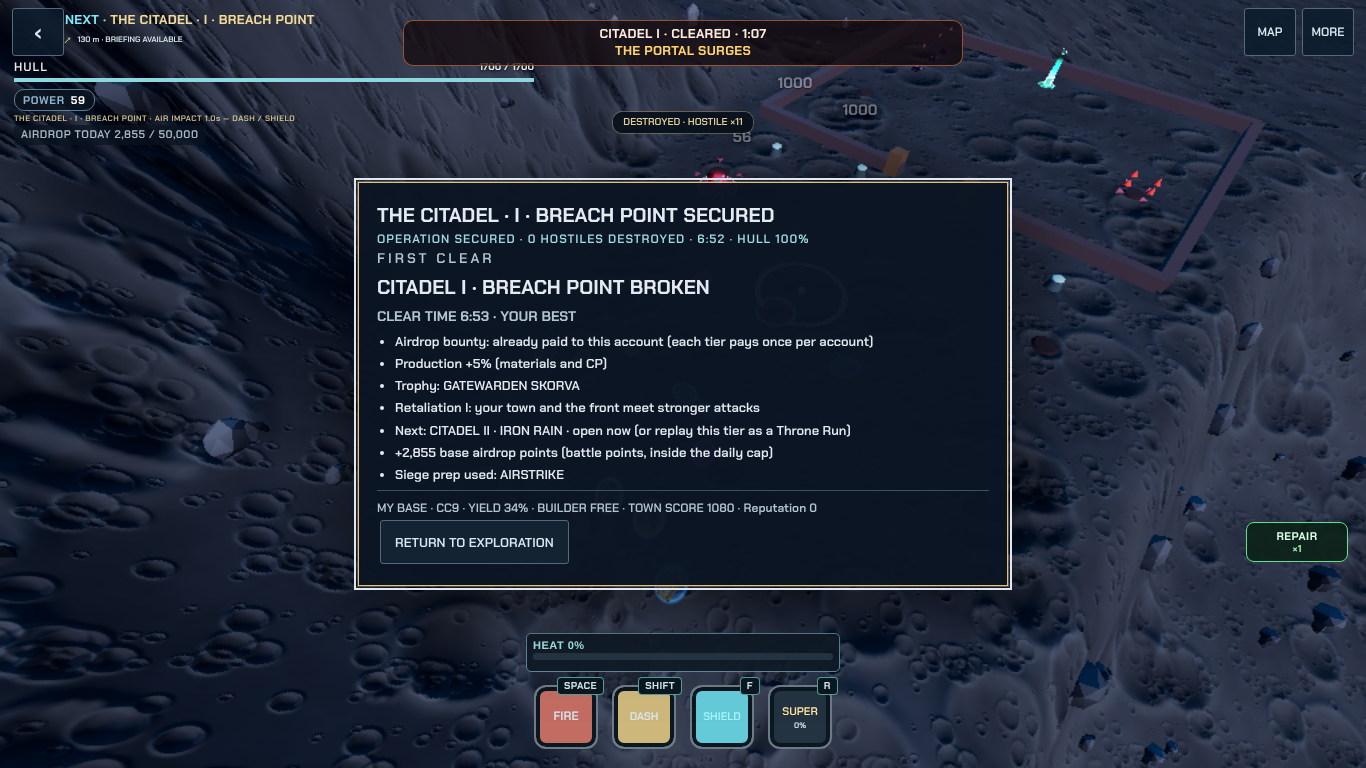 ‹
NEXT · THE CITADEL · I · BREACH POINT
130 m · BRIEFING AVAILABLE
HULL
1700 / 1700
POWER 59
THE CITADEL · I · BREACH POINT · AIR IMPACT 1.0s — DASH / SHIELD
AIRDROP TODAY 2,855 / 50,000
CITADEL I · CLEARED · 1:07
THE PORTAL SURGES
MAP
MORE
1000
1000
DESTROYED · HOSTILE ×11
56
THE CITADEL · I · BREACH POINT SECURED
OPERATION SECURED · 0 HOSTILES DESTROYED · 6:52 · HULL 100%
FIRST CLEAR
CITADEL I · BREACH POINT BROKEN
CLEAR TIME 6:53 · YOUR BEST
• Airdrop bounty: already paid to this account (each tier pays once per account)
• Production +5% (materials and CP)
• Trophy: GATEWARDEN SKORVA
• Retaliation I: your town and the front meet stronger attacks
• Next: CITADEL II · IRON RAIN · open now (or replay this tier as a Throne Run)
• +2,855 base airdrop points (battle points, inside the daily cap)
• Siege prep used: AIRSTRIKE
MY BASE · CC9 · YIELD 34% · BUILDER FREE · TOWN SCORE 1080 · Reputation 0
RETURN TO EXPLORATION
REPAIR
×1
HEAT 0%
SPACE
FIRE
SHIFT
DASH
F
SHIELD
R
SUPER
0%